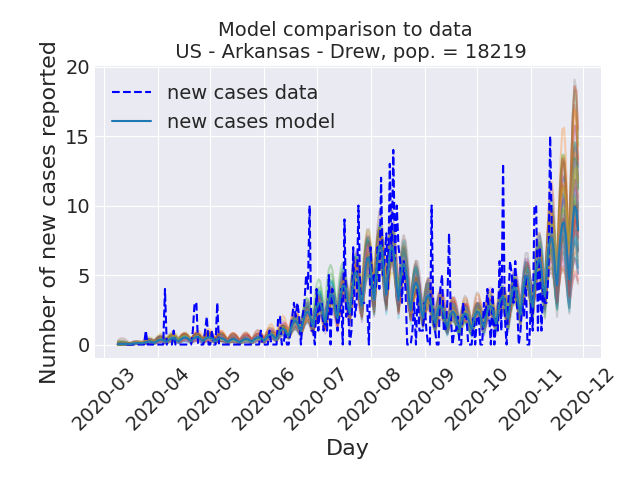 Model comparison to data
US - Arkansas - Drew, pop. = 18219
Number of new cases reported
20
15
10
5
0
new cases data
new cases model
2020-03
2020-04
2020-05
2020-06
2020-07
2020-08
2020-09
2020-10
2020-11
2020-12
Day